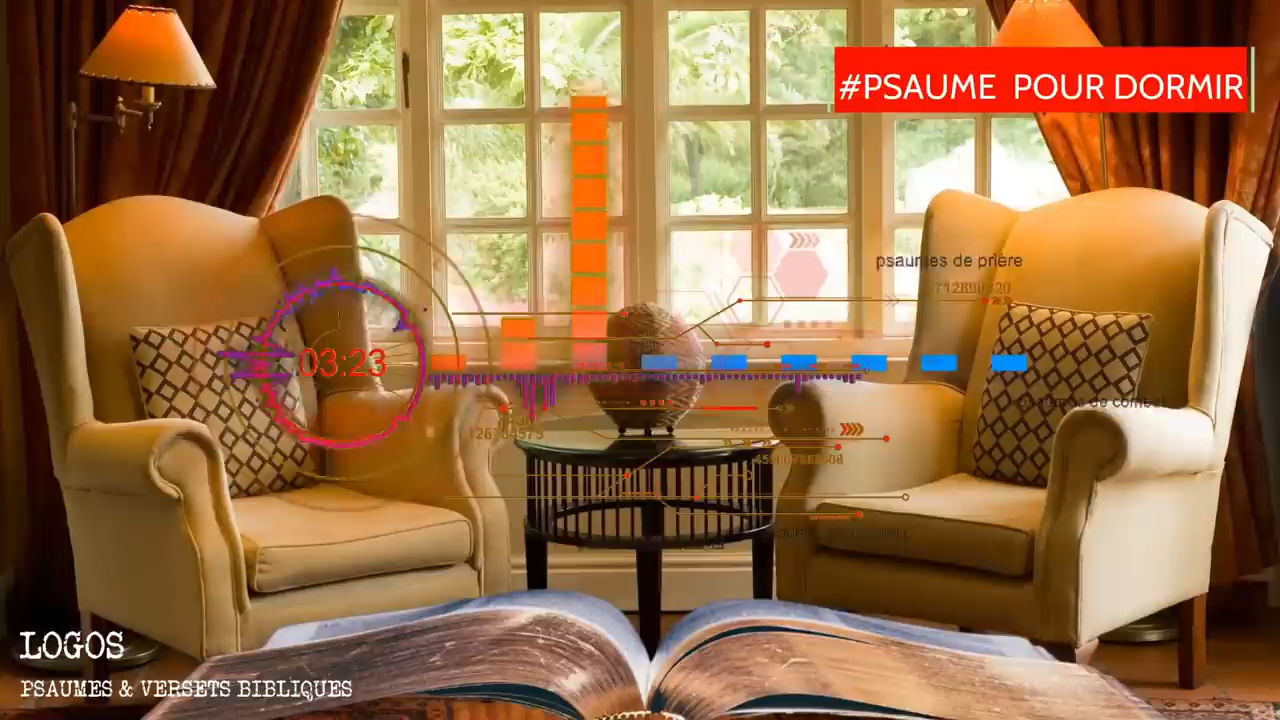 #PSAUME POUR DORMIR
psaumes de prière
03:23
LOGOS
PSAUMES & VERSETS BIBLIQUES